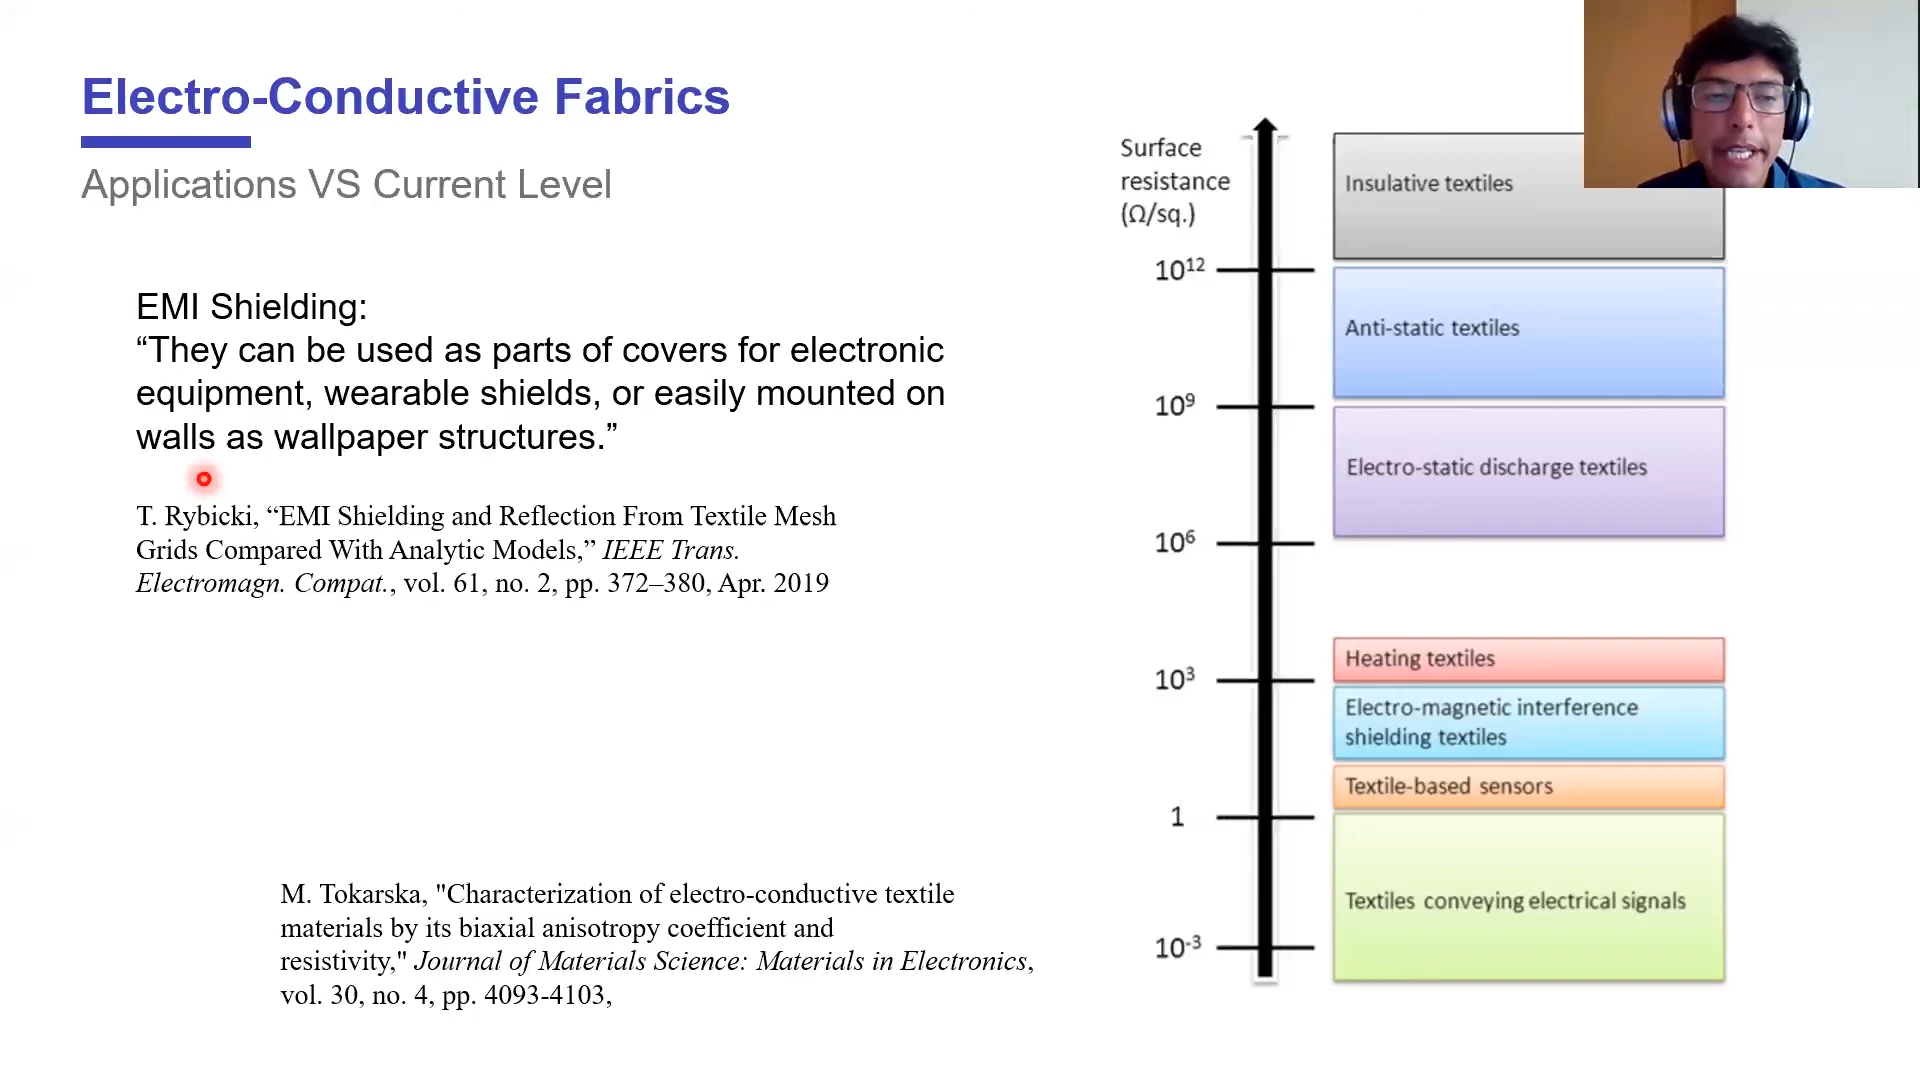 Electro-Conductive Fabrics
Applications VS Current Level
EMI Shielding:
“They can be used as parts of covers for electronic
equipment, wearable shields, or easily mounted on
walls as wallpaper structures.”
T. Rybicki, “EMI Shielding and Reflection From Textile Mesh
Grids Compared With Analytic Models,” IEEE Trans.
Electromagn. Compat., vol. 61, no. 2, pp. 372–380, Apr. 2019
M. Tokarska, "Characterization of electro-conductive textile
materials by its biaxial anisotropy coefficient and
resistivity," Journal of Materials Science: Materials in Electronics,
vol. 30, no. 4, pp. 4093-4103,
Surface
resistance
(Ω/sq.)
10¹²
10⁹
10⁶
10³
1
10⁻³
Insulative textiles
Anti-static textiles
Electro-static discharge textiles
Heating textiles
Electro-magnetic interference
shielding textiles
Textile-based sensors
Textiles conveying electrical signals